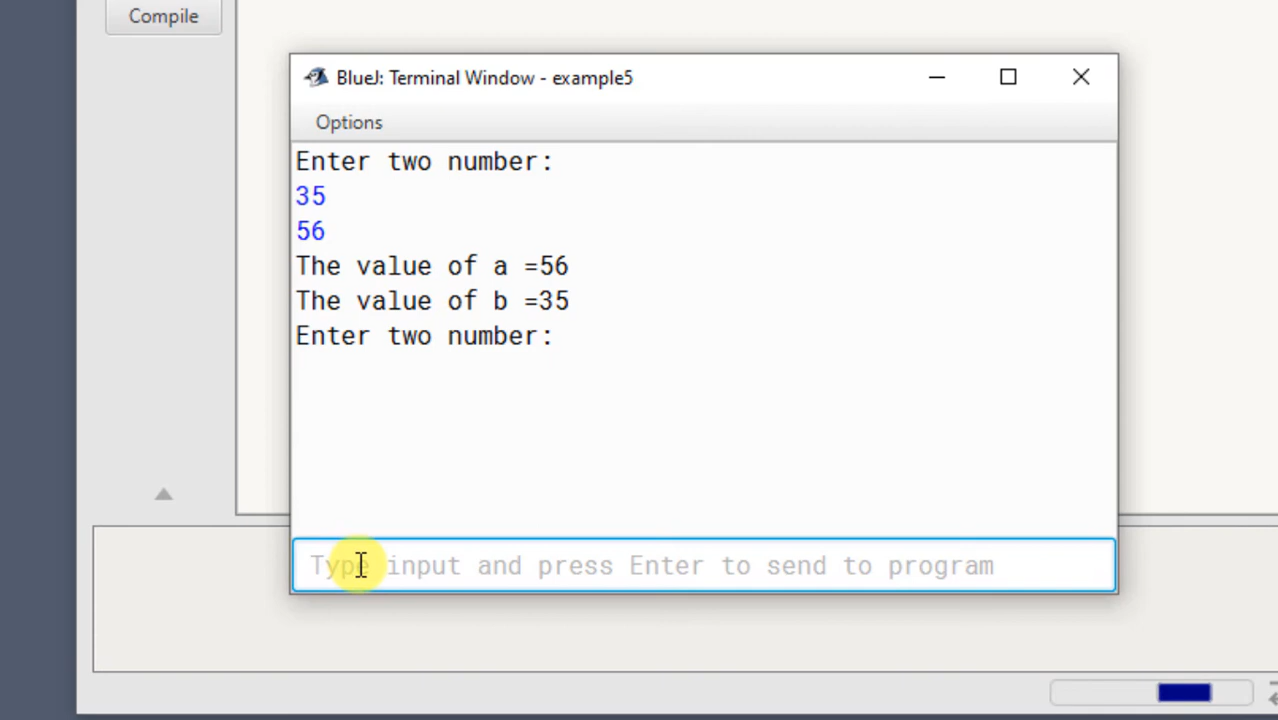 Compile
BlueJ: Terminal Window - example5
Options
Enter two number:
35
56
The value of a =56
The value of b =35
Enter two number:
Type input and press Enter to send to program